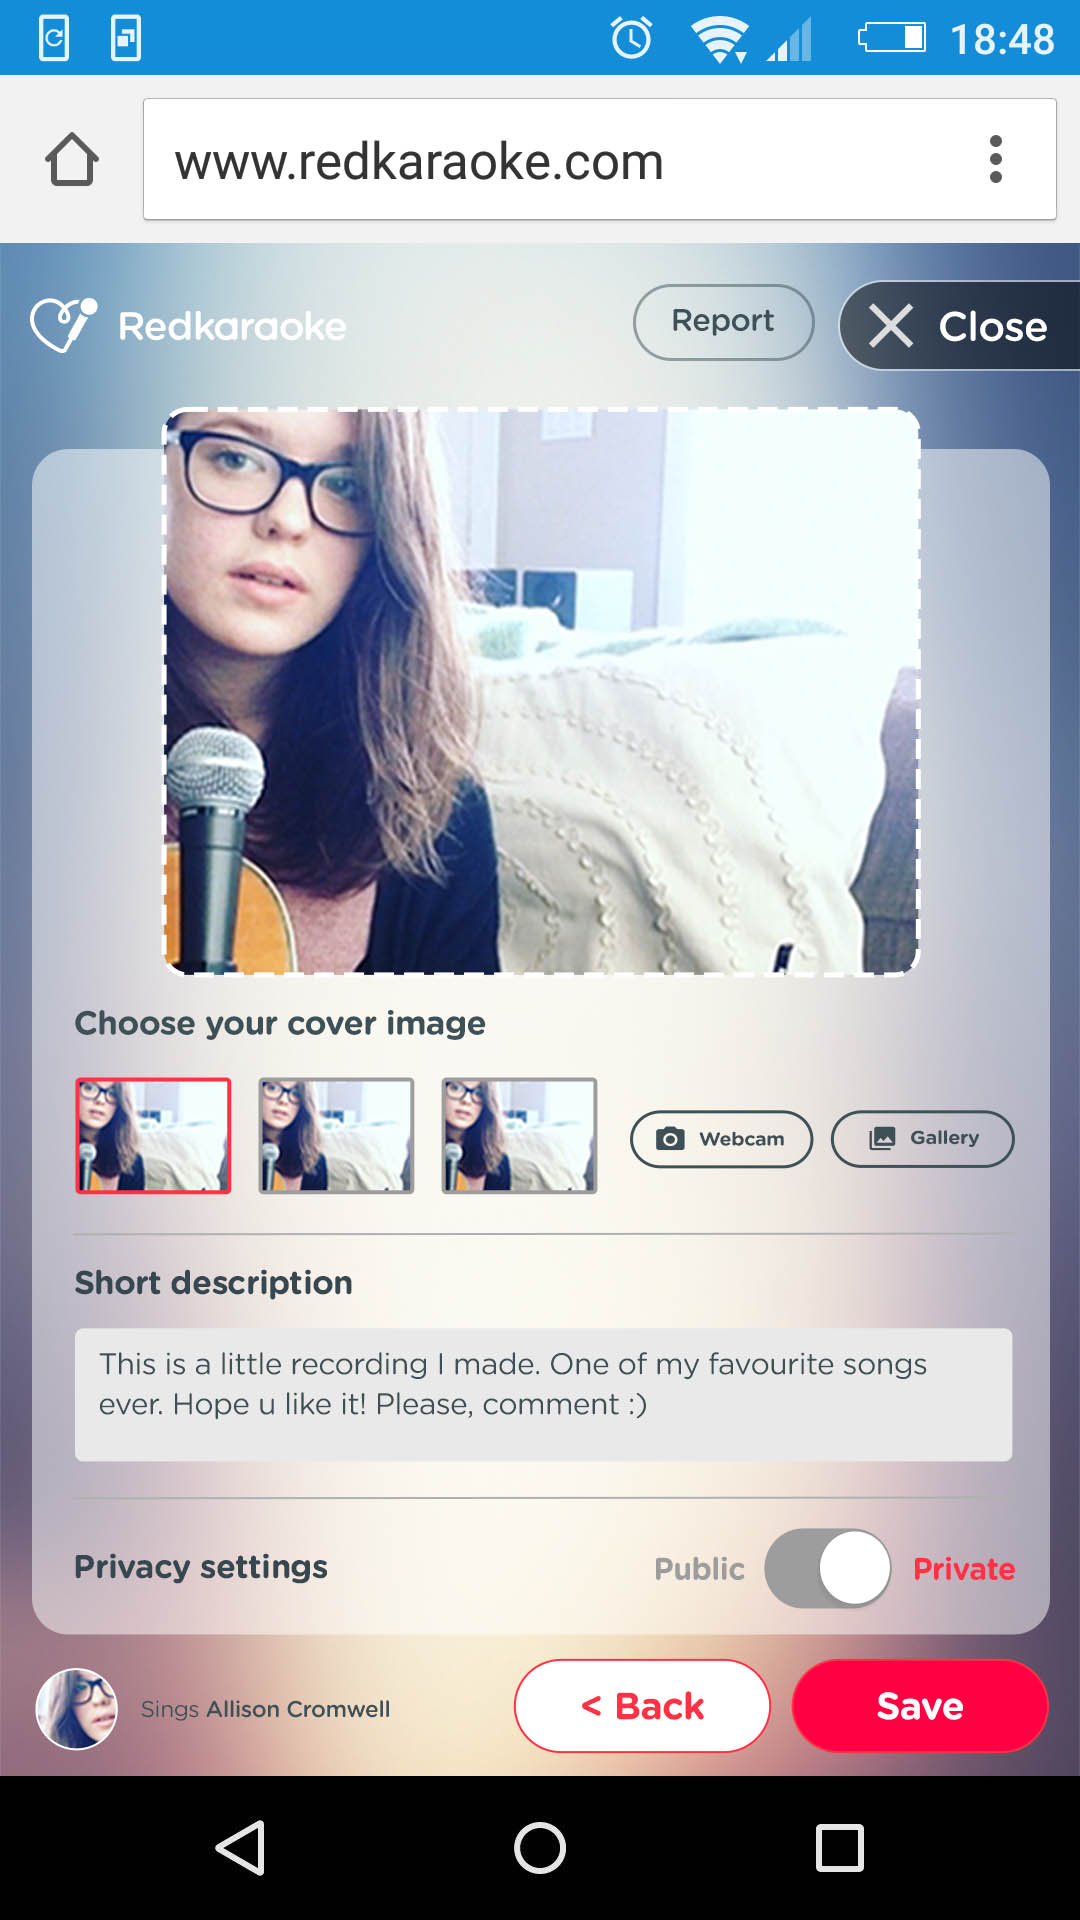 18:48
www.redkaraoke.com
Redkaraoke
Report
Close
Choose your cover image
Webcam
Gallery
Short description
This is a little recording I made. One of my favourite songs
ever. Hope u like it! Please, comment :)
Privacy settings
Public
Private
Sings Allison Cromwell
< Back
Save